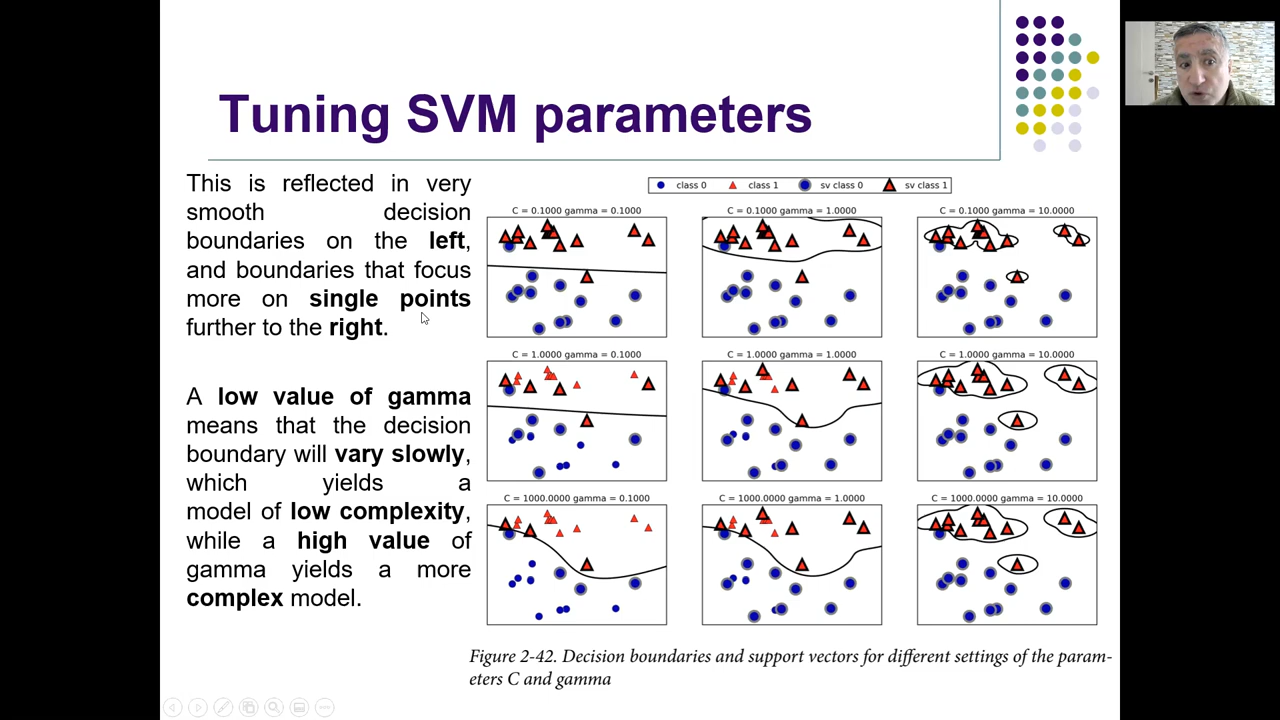 Tuning SVM parameters
This is reflected in very
smooth decision
boundaries on the left,
and boundaries that focus
more on single points
further to the right.
A low value of gamma
means that the decision
boundary will vary slowly,
which yields a
model of low complexity,
while a high value of
gamma yields a more
complex model.
class 0 class 1 sv class 0 sv class 1
C = 0.1000 gamma = 0.1000
C = 0.1000 gamma = 1.0000
C = 0.1000 gamma = 10.0000
C = 1.0000 gamma = 0.1000
C = 1.0000 gamma = 1.0000
C = 1.0000 gamma = 10.0000
C = 1000.0000 gamma = 0.1000
C = 1000.0000 gamma = 1.0000
C = 1000.0000 gamma = 10.0000
Figure 2-42. Decision boundaries and support vectors for different settings of the param-
eters C and gamma